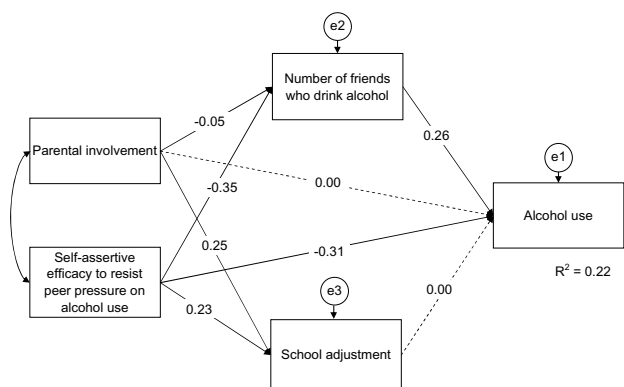 e2
Number of friends
who drink alcohol
-0.05
0.26
Parental involvement
e1
-0.35
0.00
Alcohol use
Self-assertive
efficacy to resist
peer pressure on
alcohol use
0.25
-0.31
R² = 0.22
e3
0.23
0.00
School adjustment